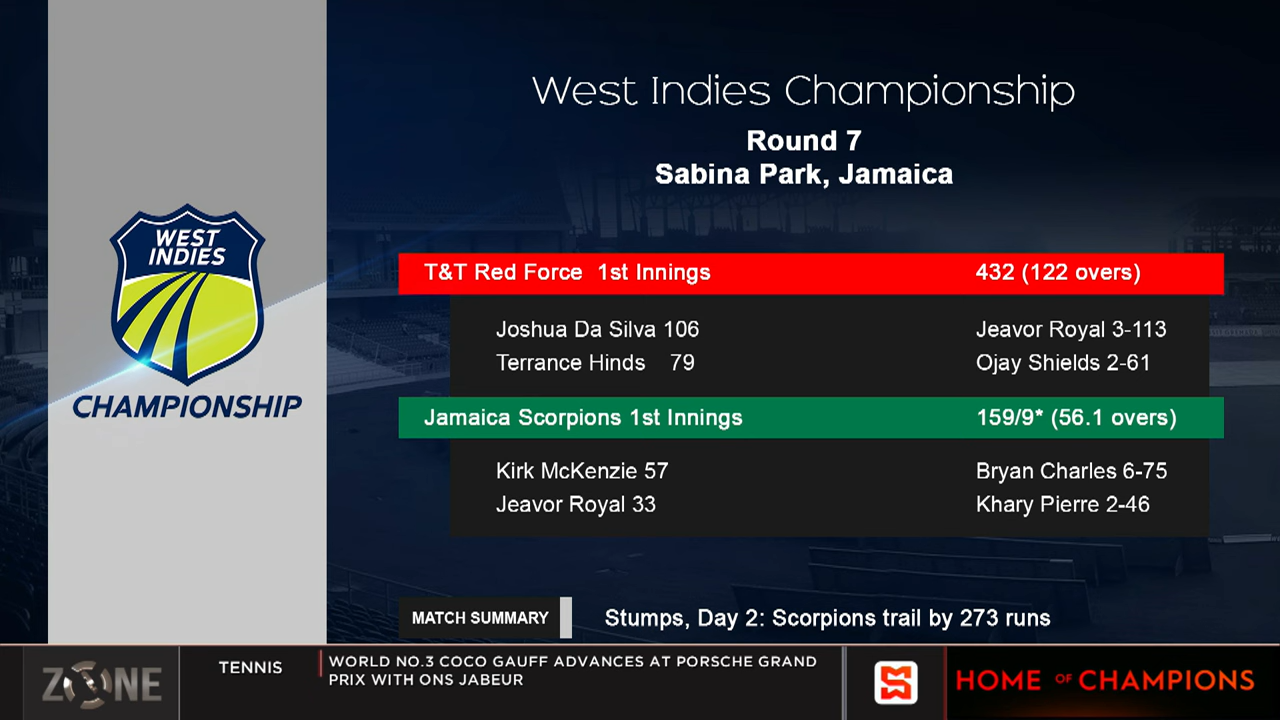 West Indies Championship
Round 7
Sabina Park, Jamaica
WEST
INDIES
CHAMPIONSHIP
T&T Red Force 1st Innings 432 (122 overs)
Joshua Da Silva 106 Jeavor Royal 3-113
Terrance Hinds 79 Ojay Shields 2-61
Jamaica Scorpions 1st Innings 159/9* (56.1 overs)
Kirk McKenzie 57 Bryan Charles 6-75
Jeavor Royal 33 Khary Pierre 2-46
MATCH SUMMARY Stumps, Day 2: Scorpions trail by 273 runs
ZONE
TENNIS
WORLD NO.3 COCO GAUFF ADVANCES AT PORSCHE GRAND
PRIX WITH ONS JABEUR
HOME OF CHAMPIONS